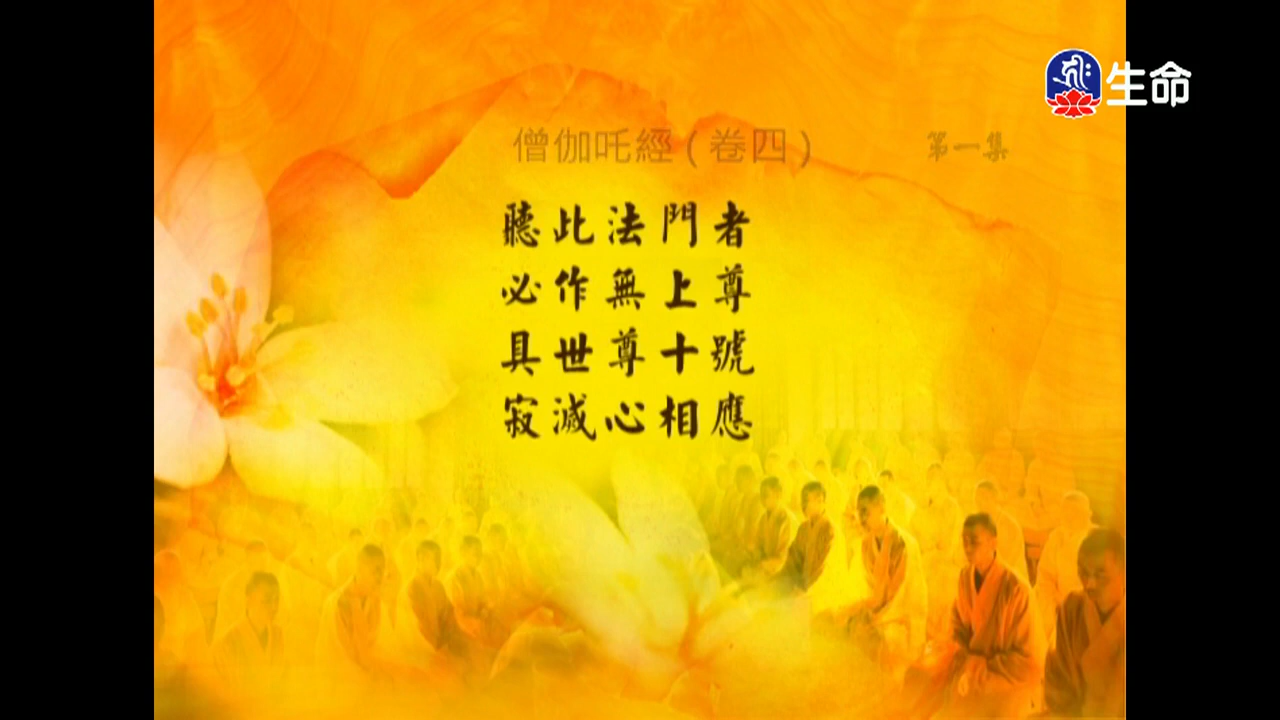 生命
僧伽吒經(卷四)
第一集
聽此法門者
必作無上尊
具世尊十號
寂滅心相應